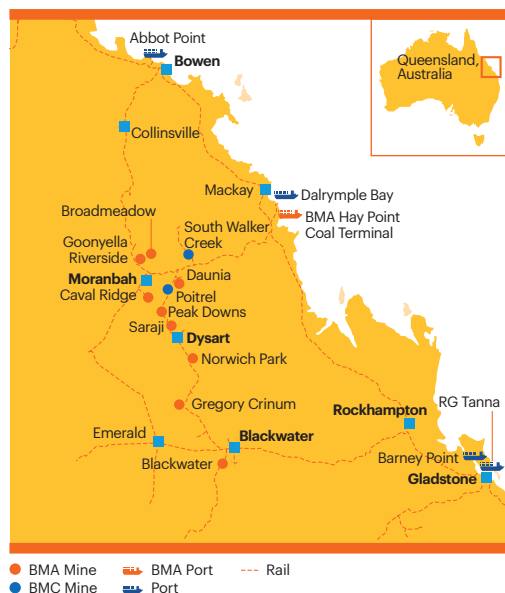 Abbot Point
Bowen
Queensland,
Australia
Collinsville
Mackay
Dalrymple Bay
BMA Hay Point
Coal Terminal
Broadmeadow
South Walker
Creek
Goonyella
Riverside
Daunia
Moranbah
Caval Ridge
Poitrel
Peak Downs
Saraji
Dysart
Norwich Park
Gregory Crinum
RG Tanna
Rockhampton
Emerald
Blackwater
Barney Point
Blackwater
Gladstone
BMA Mine
BMA Port
Rail
BMC Mine
Port